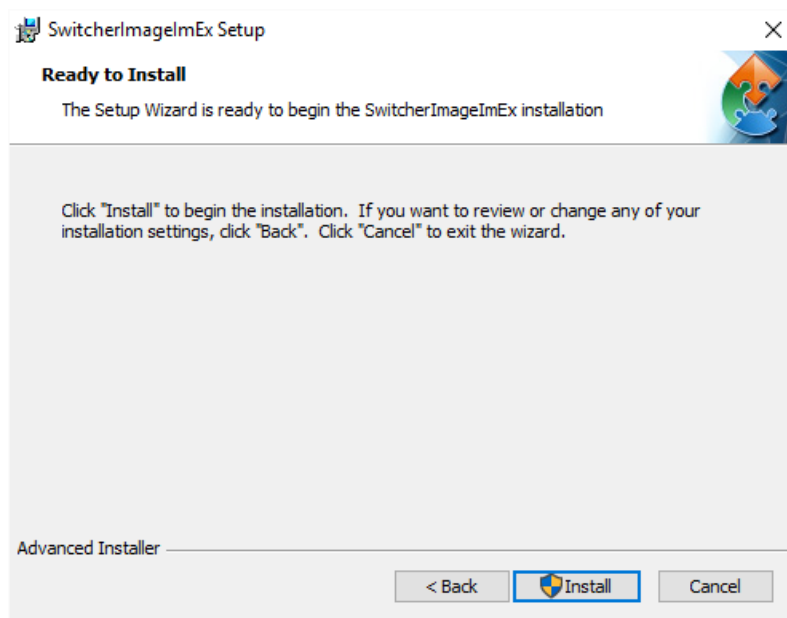 SwitcherImageImEx Setup
Ready to Install
The Setup Wizard is ready to begin the SwitcherImageImEx installation
Click "Install" to begin the installation. If you want to review or change any of your
installation settings, click "Back". Click "Cancel" to exit the wizard.
Advanced Installer
< Back
Install
Cancel